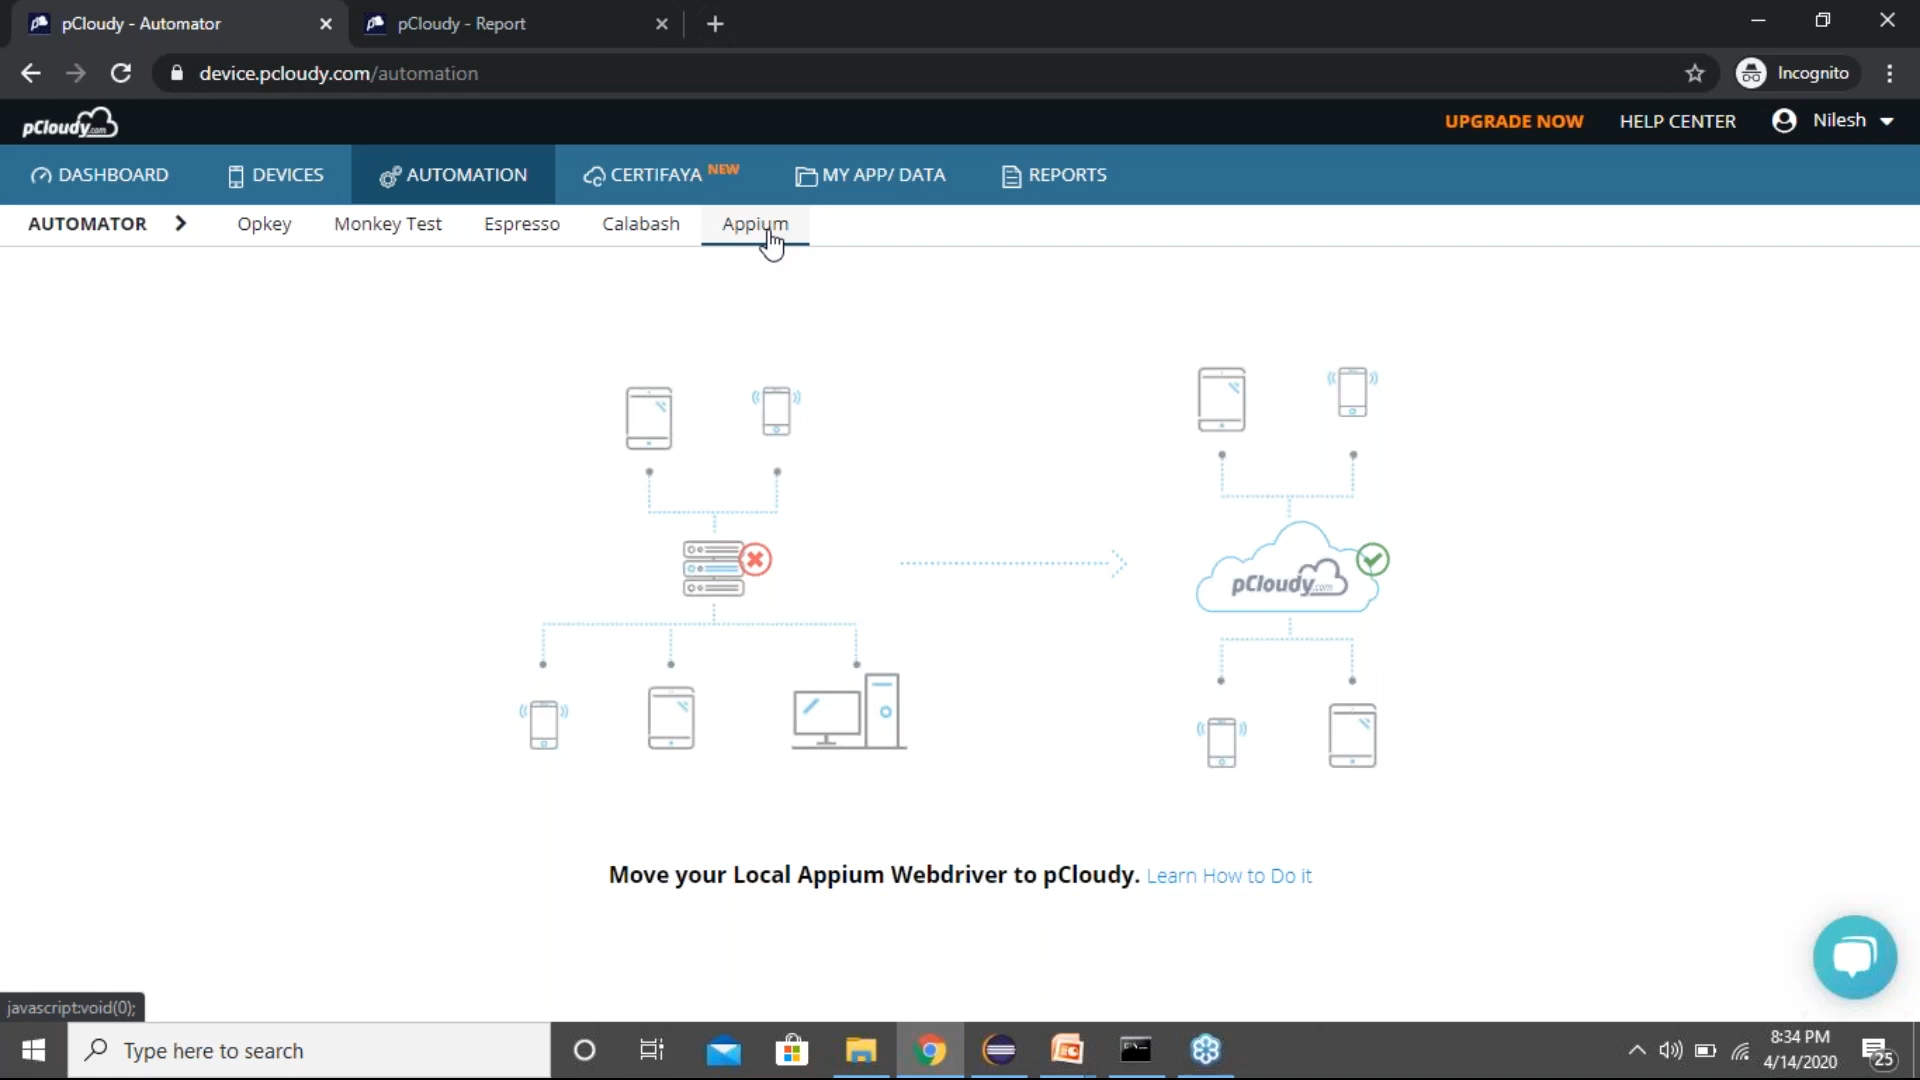 pCloudy - Automator
pCloudy - Report
device.pcloudy.com/automation
Incognito
pCloudy.com
UPGRADE NOW
HELP CENTER
Nilesh
DASHBOARD
DEVICES
AUTOMATION
CERTIFAYA NEW
MY APP/ DATA
REPORTS
AUTOMATOR
Opkey
Monkey Test
Espresso
Calabash
Appium
pCloudy.com
Move your Local Appium Webdriver to pCloudy. Learn How to Do it
javascript:void(0);
Type here to search
8:34 PM
4/14/2020
25